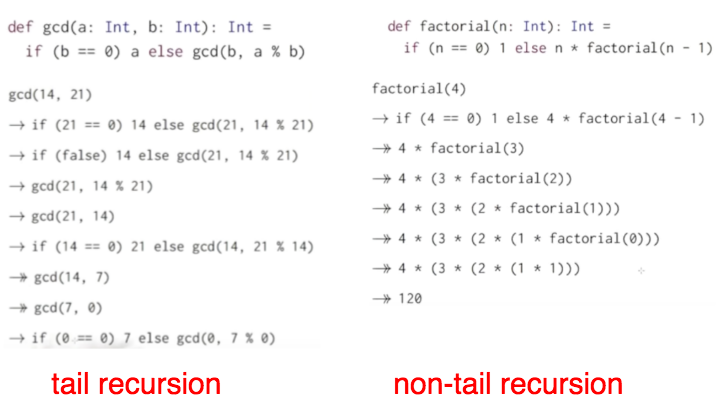 def gcd(a: Int, b: Int): Int =
if (b == 0) a else gcd(b, a % b)
gcd(14, 21)
→ if (21 == 0) 14 else gcd(21, 14 % 21)
→ if (false) 14 else gcd(21, 14 % 21)
→ gcd(21, 14 % 21)
→ gcd(21, 14)
→ if (14 == 0) 21 else gcd(14, 21 % 14)
↠ gcd(14, 7)
↠ gcd(7, 0)
→ if (0 == 0) 7 else gcd(0, 7 % 0)
tail recursion
def factorial(n: Int): Int =
if (n == 0) 1 else n * factorial(n - 1)
factorial(4)
→ if (4 == 0) 1 else 4 * factorial(4 - 1)
↠ 4 * factorial(3)
↠ 4 * (3 * factorial(2))
↠ 4 * (3 * (2 * factorial(1)))
↠ 4 * (3 * (2 * (1 * factorial(0)))
↠ 4 * (3 * (2 * (1 * 1)))
↠ 120
non-tail recursion